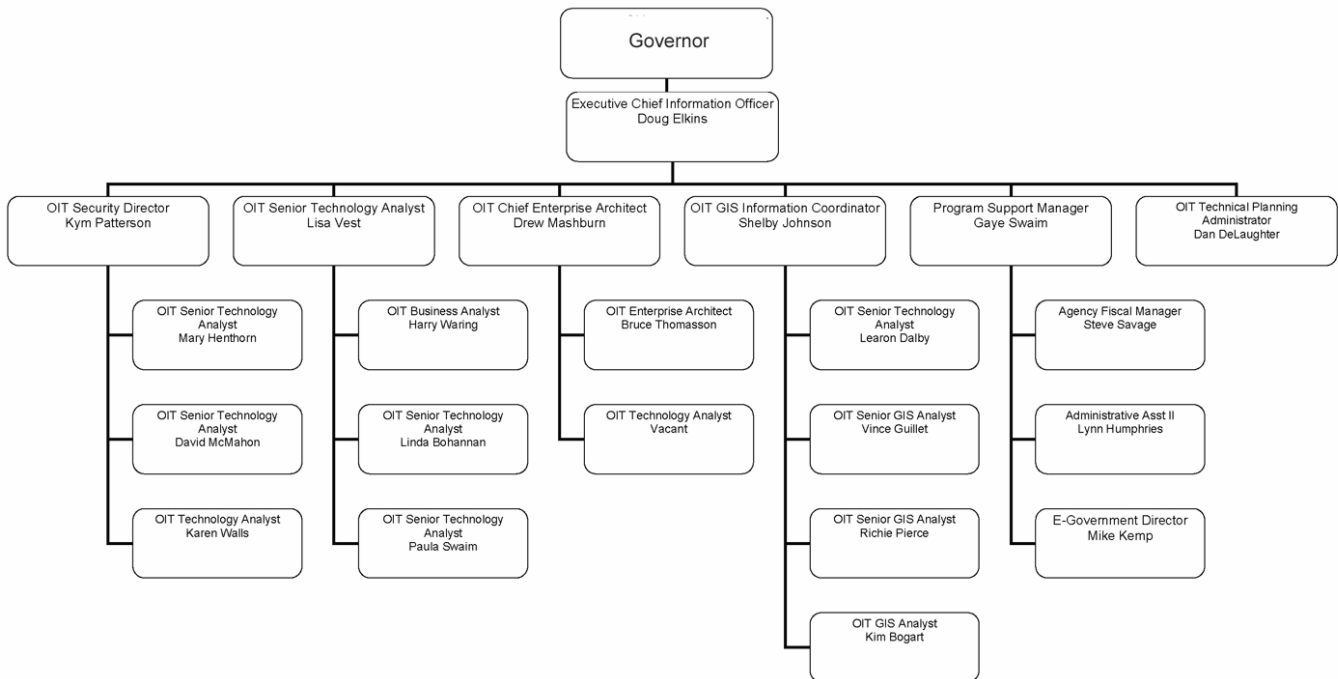 Governor
Executive Chief Information Officer
Doug Elkins
OIT Security Director
Kym Patterson
OIT Senior Technology Analyst
Lisa Vest
OIT Chief Enterprise Architect
Drew Mashburn
OIT GIS Information Coordinator
Shelby Johnson
Program Support Manager
Gaye Swaim
OIT Technical Planning
Administrator
Dan DeLaughter
OIT Senior Technology
Analyst
Mary Henthorn
OIT Business Analyst
Harry Waring
OIT Enterprise Architect
Bruce Thomasson
OIT Senior Technology
Analyst
Learon Dalby
Agency Fiscal Manager
Steve Savage
OIT Senior Technology
Analyst
David McMahon
OIT Senior Technology
Analyst
Linda Bohannan
OIT Technology Analyst
Vacant
OIT Senior GIS Analyst
Vince Guillet
Administrative Asst II
Lynn Humphries
OIT Technology Analyst
Karen Walls
OIT Senior Technology
Analyst
Paula Swaim
OIT Senior GIS Analyst
Richie Pierce
E-Government Director
Mike Kemp
OIT GIS Analyst
Kim Bogart